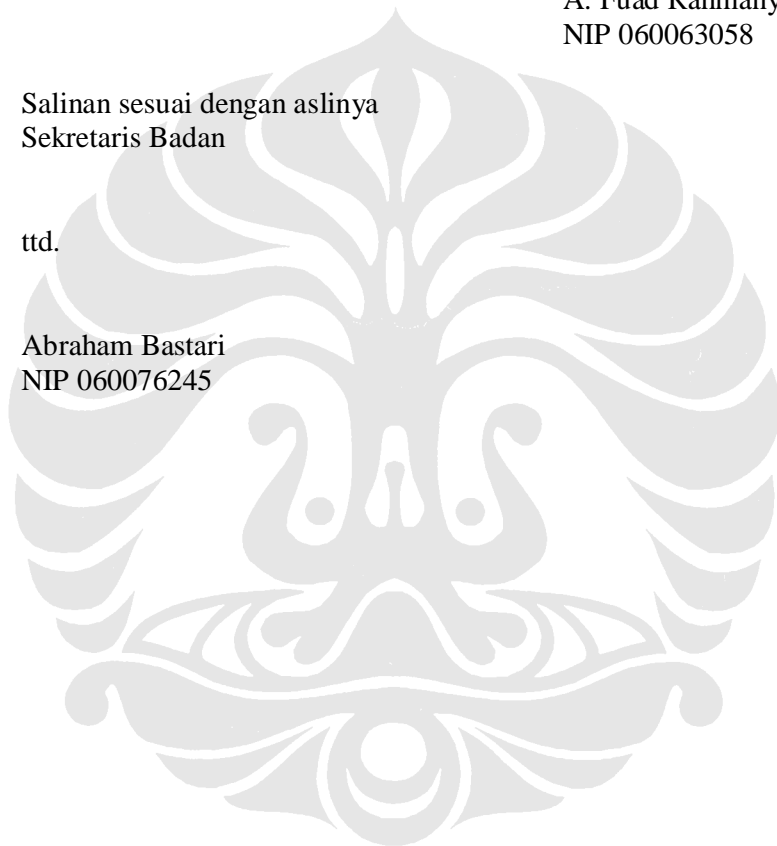 A. Fuad Rahmany
NIP 060063058
Salinan sesuai dengan aslinya
Sekretaris Badan
ttd.
Abraham Bastari
NIP 060076245